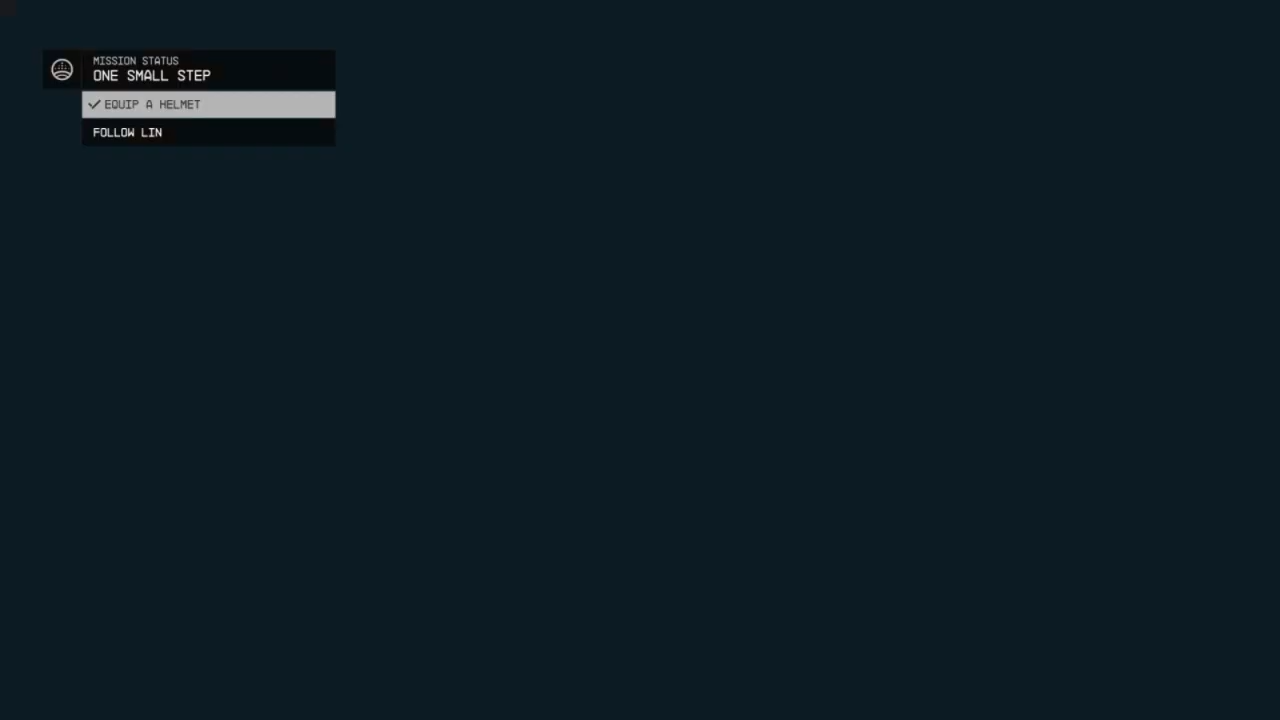 MISSION STATUS
ONE SMALL STEP
EQUIP A HELMET
FOLLOW LIN